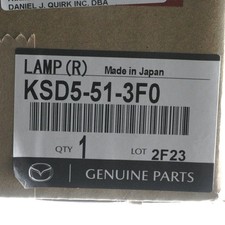 DANIEL J. QUIRK INC. DBA
LAMP (R) Made in Japan
KSD5-51-3F0
QTY 1 LOT 2F23
GENUINE PARTS